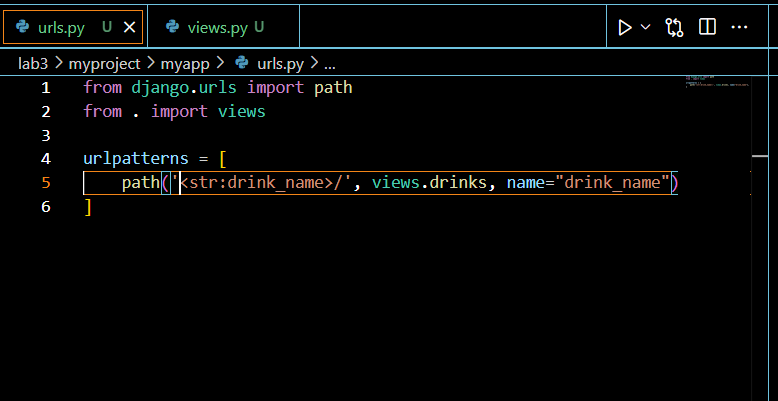 urls.py U
views.py U
lab3 > myproject > myapp > urls.py > ...
1 from django.urls import path
2 from . import views
3
4 urlpatterns = [
5     path('<str:drink_name>/', views.drinks, name="drink_name")
6 ]